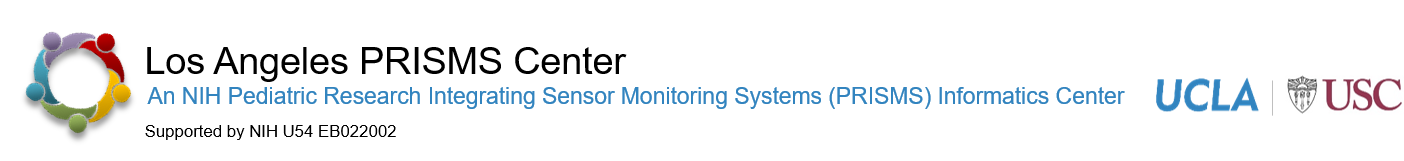 Los Angeles PRISMS Center
An NIH Pediatric Research Integrating Sensor Monitoring Systems (PRISMS) Informatics Center
UCLA USC
Supported by NIH U54 EB022002